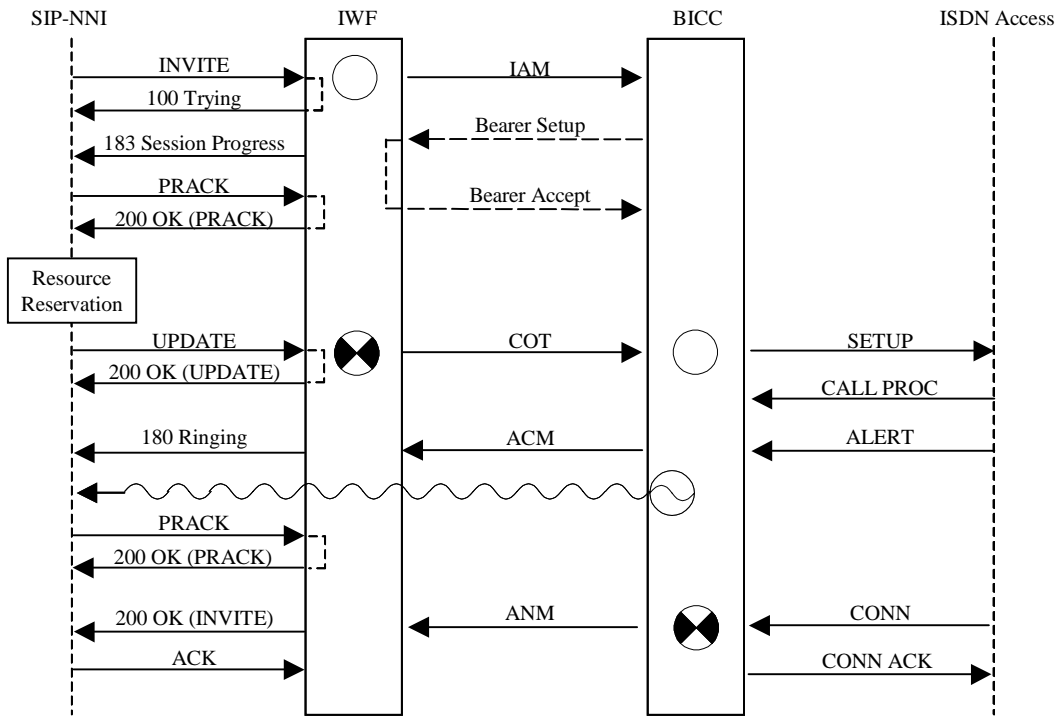 SIP-NNI IWF BICC ISDN Access
INVITE IAM
100 Trying
Bearer Setup
183 Session Progress
PRACK Bearer Accept
200 OK (PRACK)
Resource
Reservation
UPDATE COT SETUP
200 OK (UPDATE) CALL PROC
180 Ringing ACM ALERT
PRACK
200 OK (PRACK)
200 OK (INVITE) ANM CONN
ACK CONN ACK